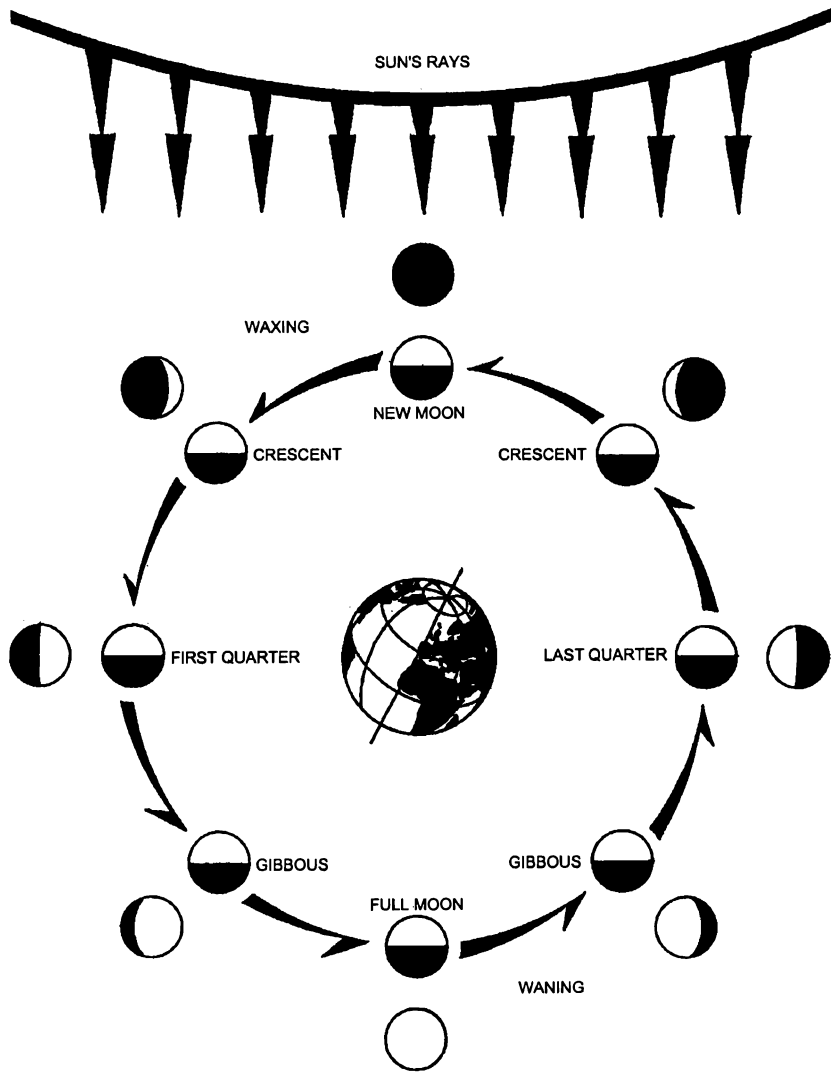 SUN'S RAYS
WAXING
NEW MOON
CRESCENT
CRESCENT
FIRST QUARTER
LAST QUARTER
GIBBOUS
GIBBOUS
FULL MOON
WANING